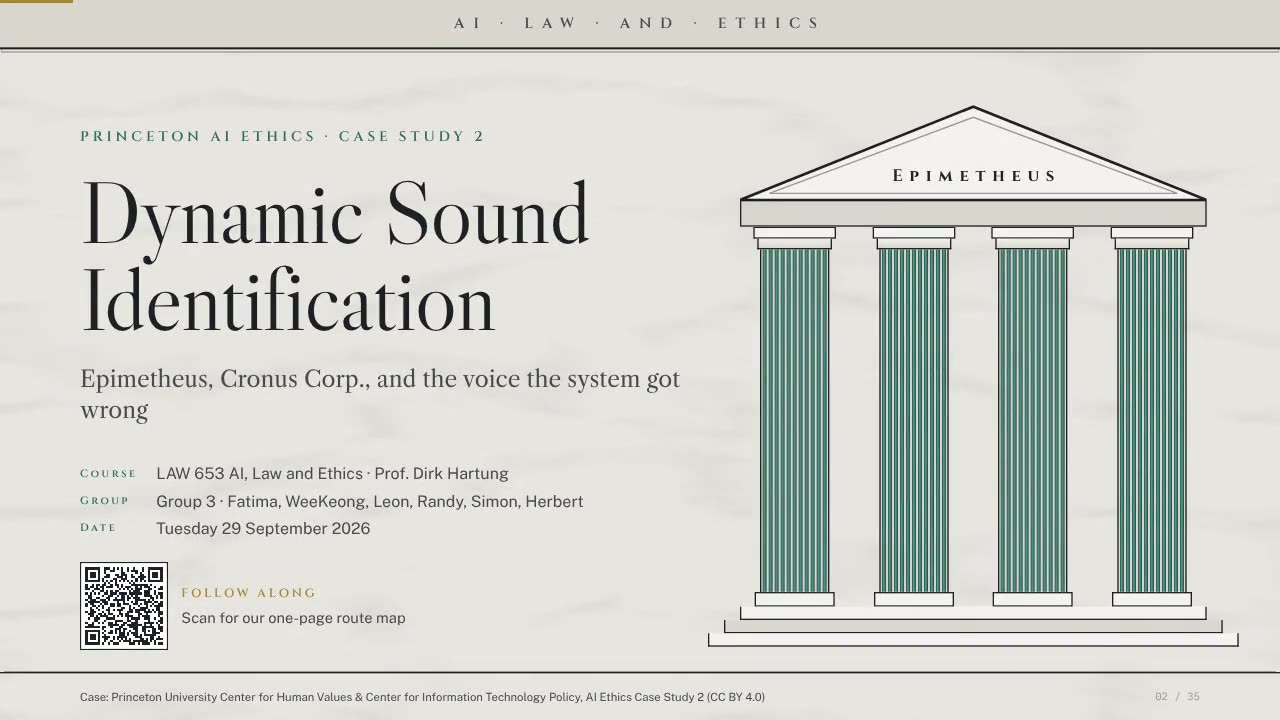 AI · LAW · AND · ETHICS
PRINCETON AI ETHICS · CASE STUDY 2
Dynamic Sound
Identification
Epimetheus, Cronus Corp., and the voice the system got
wrong
Course LAW 653 AI, Law and Ethics · Prof. Dirk Hartung
Group Group 3 · Fatima, WeeKeong, Leon, Randy, Simon, Herbert
Date Tuesday 29 September 2026
FOLLOW ALONG
Scan for our one-page route map
Epimetheus
Case: Princeton University Center for Human Values & Center for Information Technology Policy, AI Ethics Case Study 2 (CC BY 4.0)
02 / 35